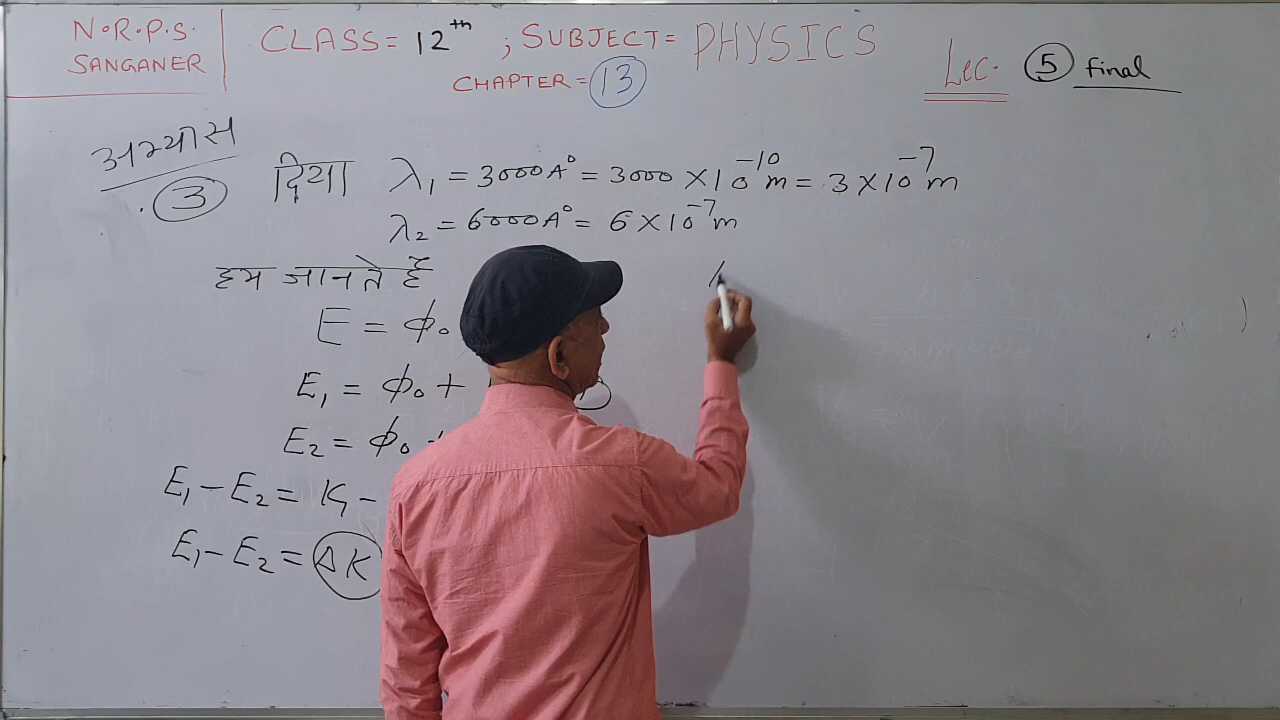 N.R.P.S. SANGANER
CLASS = 12th ; SUBJECT = PHYSICS
CHAPTER = 13
Lec. 5 final
अभ्यास
3
दिया λ₁ = 3000A° = 3000 × 10⁻¹⁰ m = 3 × 10⁻⁷ m
λ₂ = 6000A° = 6 × 10⁻⁷ m
हम जानते हैं
E = ϕ₀
E₁ = ϕ₀ +
E₂ = ϕ₀ +
E₁ − E₂ = K₁ −
E₁ − E₂ = ΔK